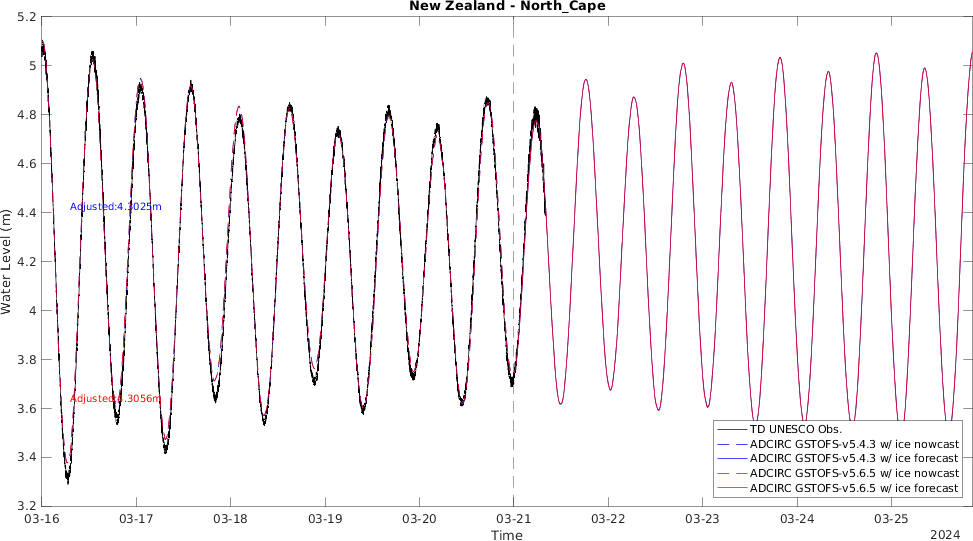 New Zealand - North_Cape
Water Level (m)
5.2
5
4.8
4.6
4.4
4.2
4
3.8
3.6
3.4
3.2
Adjusted:4.3025m
Adjusted:4.3056m
TD UNESCO Obs.
ADCIRC GSTOFS-v5.4.3 w/ ice nowcast
ADCIRC GSTOFS-v5.4.3 w/ ice forecast
ADCIRC GSTOFS-v5.6.5 w/ ice nowcast
ADCIRC GSTOFS-v5.6.5 w/ ice forecast
03-16 03-17 03-18 03-19 03-20 03-21 03-22 03-23 03-24 03-25
Time
2024